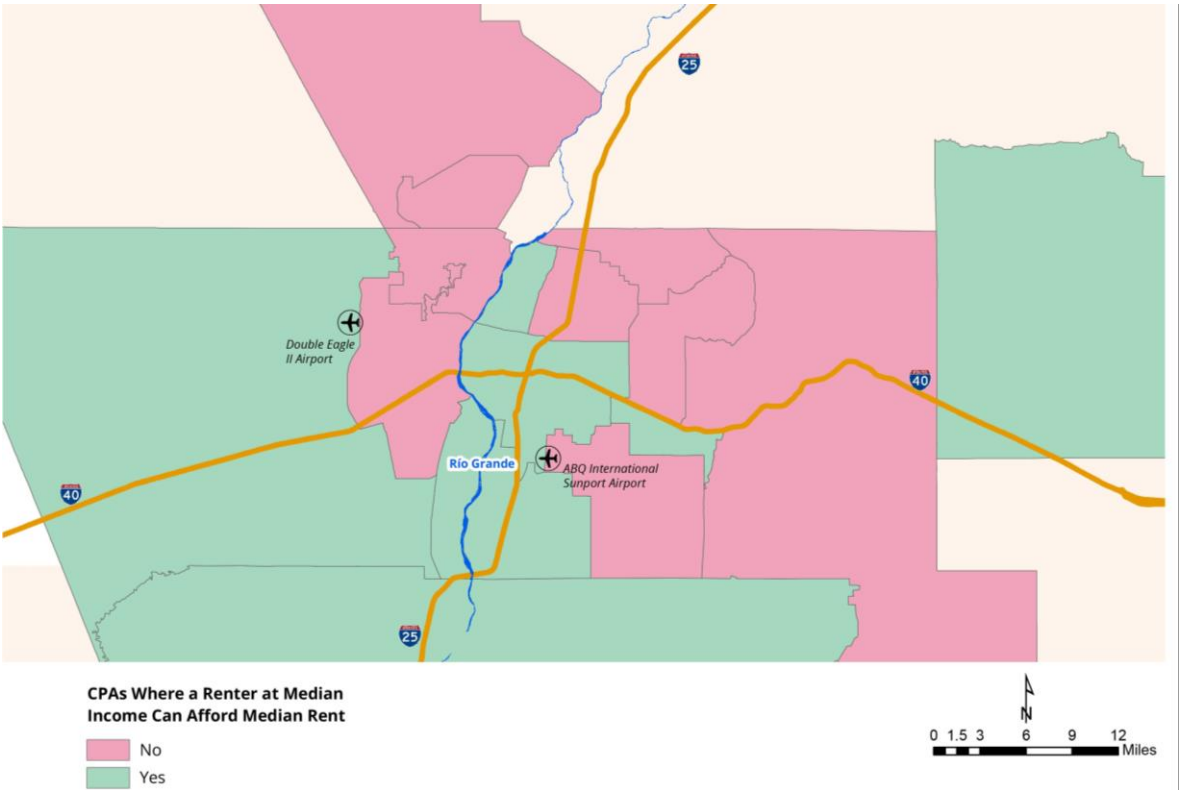 25
Double Eagle
II Airport
40
Río Grande
ABQ International
Sunport Airport
40
25
CPAs Where a Renter at Median
Income Can Afford Median Rent
No
Yes
N
0 1.5 3 6 9 12
Miles